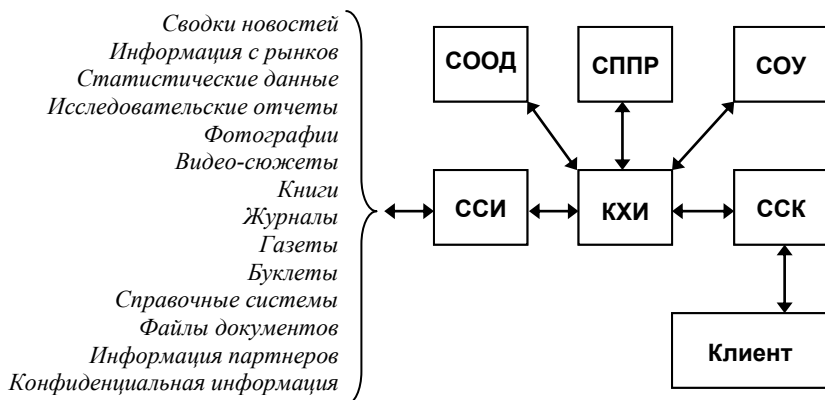 Сводки новостей
Информация с рынков
Статистические данные
Исследовательские отчеты
Фотографии
Видео-сюжеты
Книги
Журналы
Газеты
Буклеты
Справочные системы
Файлы документов
Информация партнеров
Конфиденциальная информация
СООД
СППР
СОУ
ССИ
КХИ
ССК
Клиент